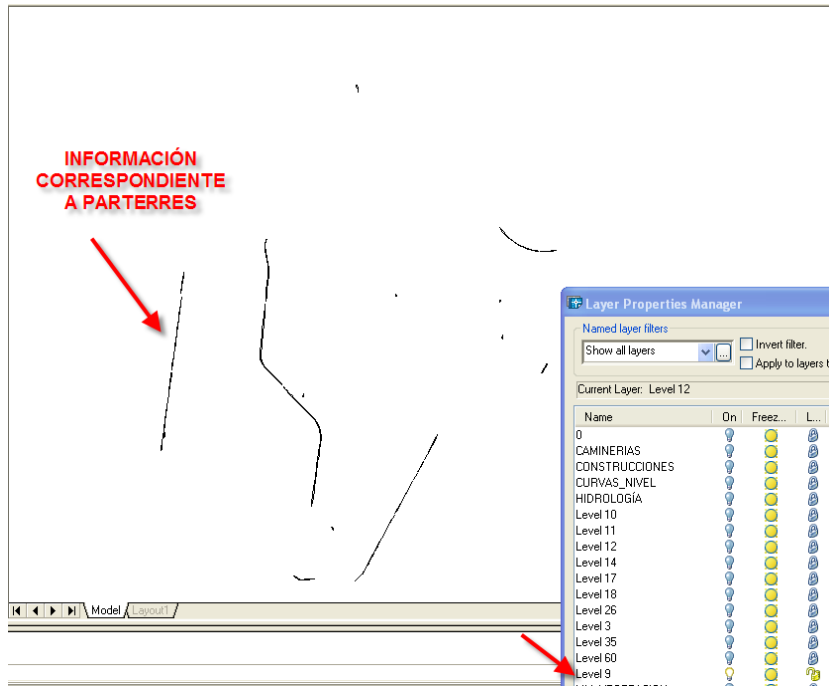 INFORMACIÓN
CORRESPONDIENTE
A PARTERRES
Layer Properties Manager
Named layer filters
Show all layers
...
Invert filter.
Apply to layers t
Current Layer: Level 12
Name On Freez... L...
0
CAMINERIAS
CONSTRUCCIONES
CURVAS_NIVEL
HIDROLOGÍA
Level 10
Level 11
Level 12
Level 14
Level 17
Level 18
Level 26
Level 3
Level 35
Level 60
Level 9
Model Layout1